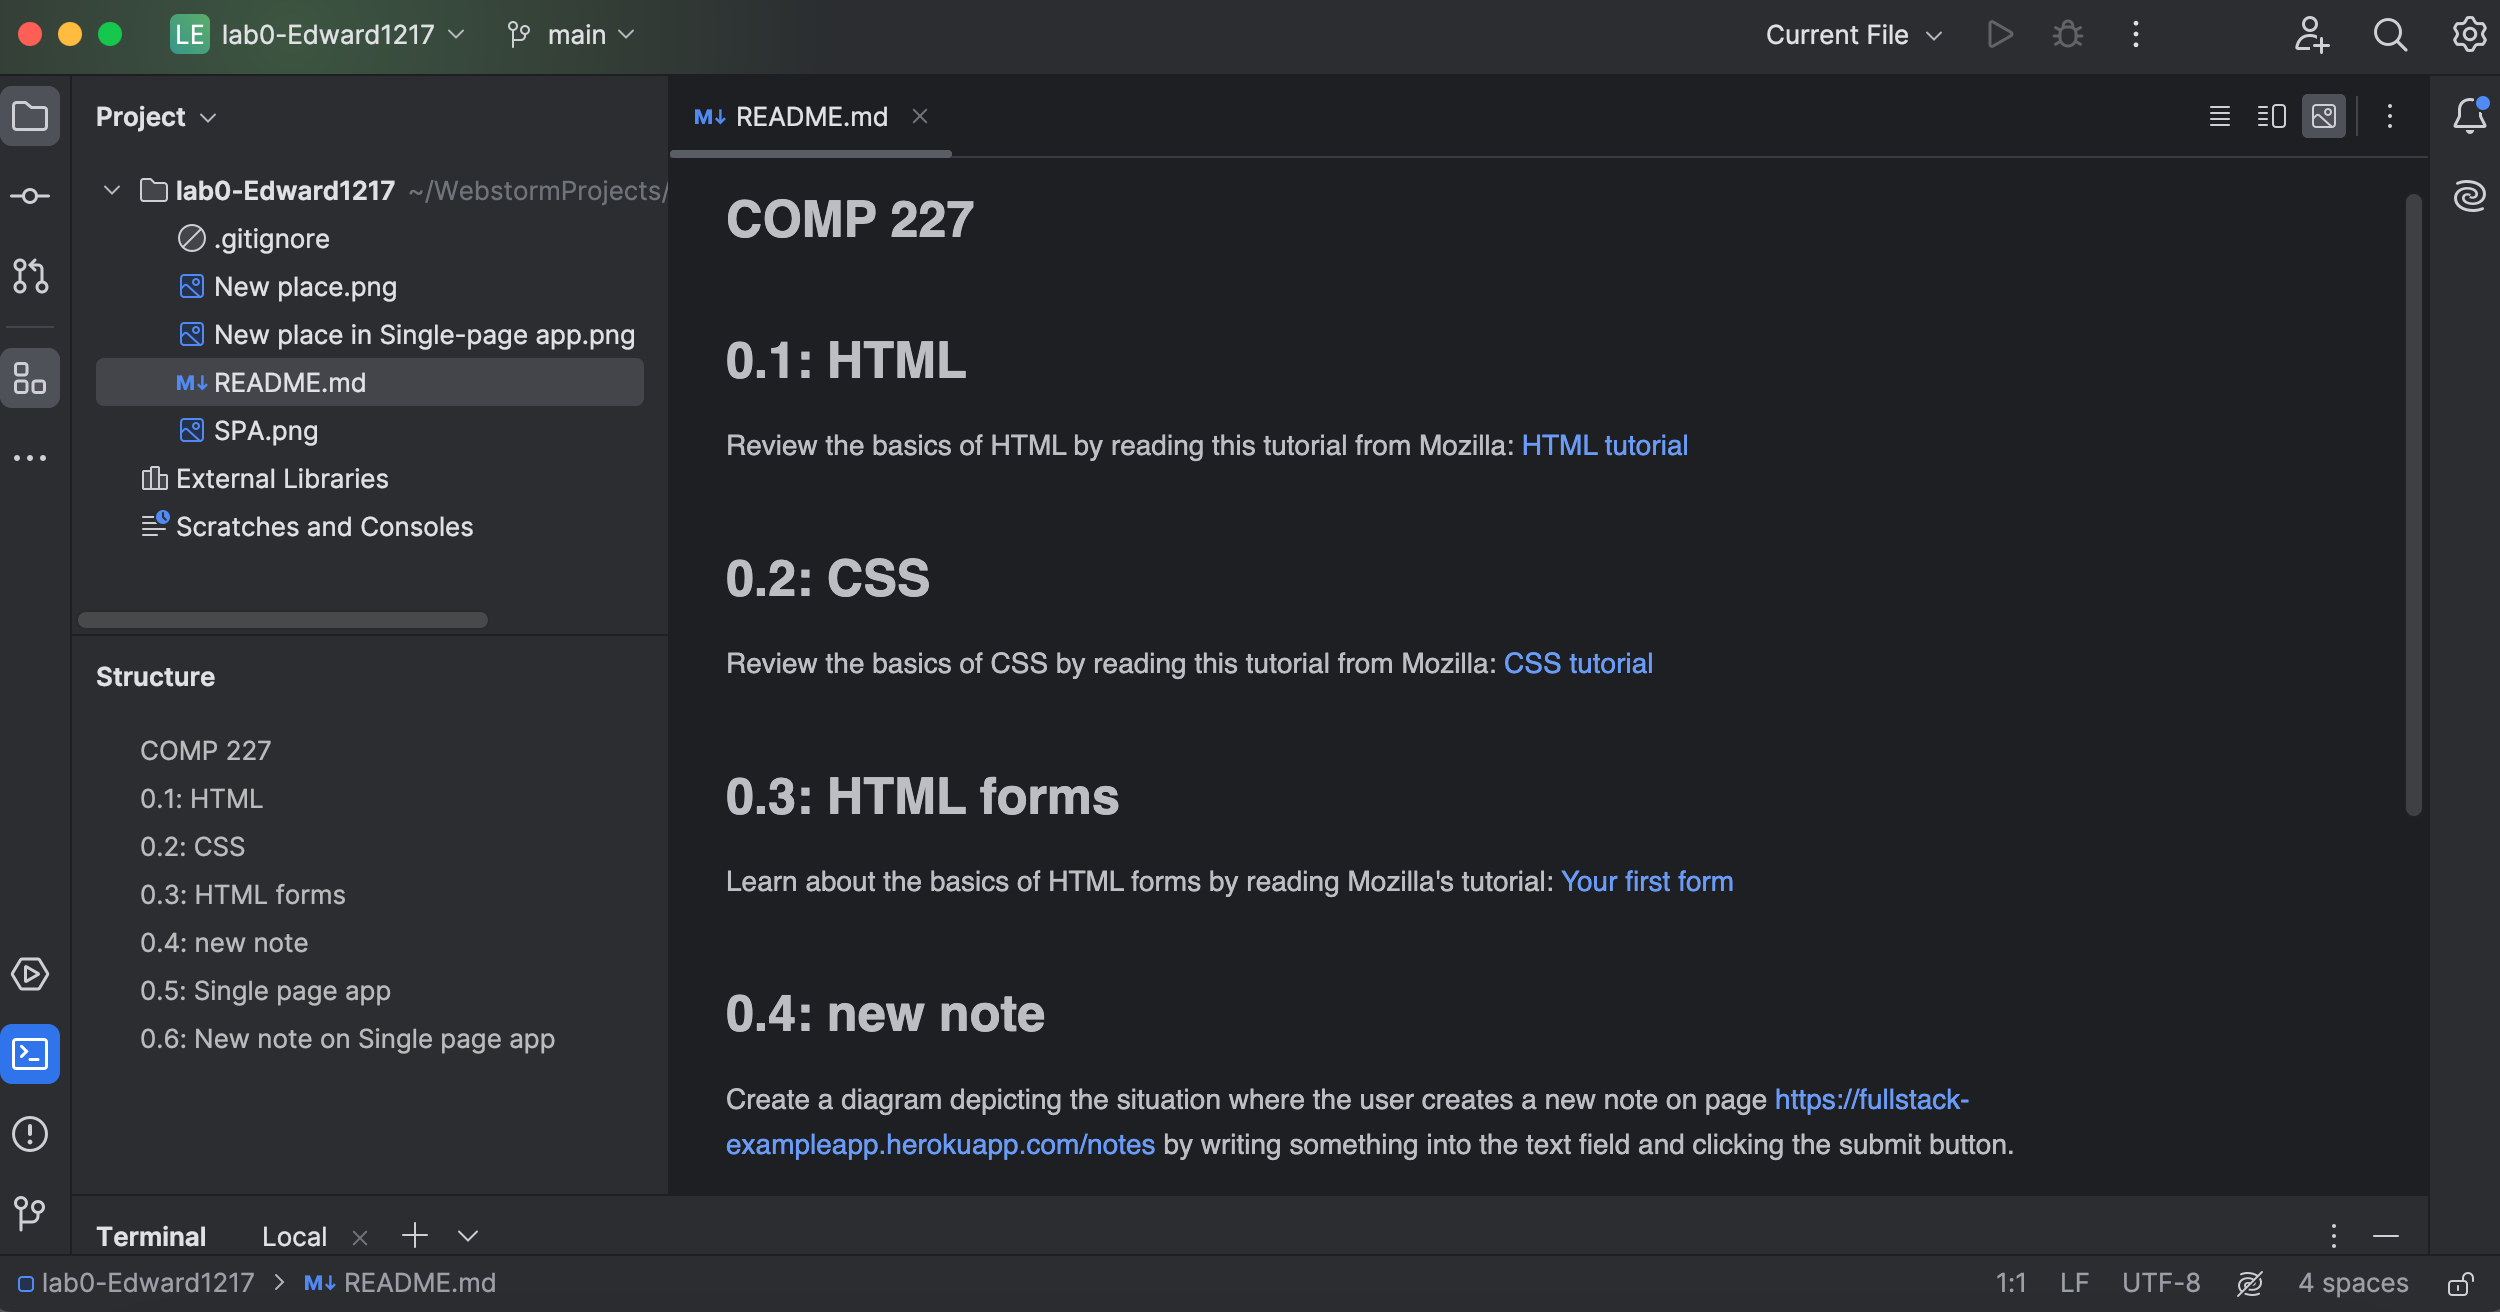 LE lab0-Edward1217 main Current File
Project
README.md
lab0-Edward1217 ~/WebstormProjects/
.gitignore
New place.png
New place in Single-page app.png
README.md
SPA.png
External Libraries
Scratches and Consoles
Structure
COMP 227
0.1: HTML
0.2: CSS
0.3: HTML forms
0.4: new note
0.5: Single page app
0.6: New note on Single page app
COMP 227
0.1: HTML
Review the basics of HTML by reading this tutorial from Mozilla: HTML tutorial
0.2: CSS
Review the basics of CSS by reading this tutorial from Mozilla: CSS tutorial
0.3: HTML forms
Learn about the basics of HTML forms by reading Mozilla's tutorial: Your first form
0.4: new note
Create a diagram depicting the situation where the user creates a new note on page https://fullstack-
exampleapp.herokuapp.com/notes by writing something into the text field and clicking the submit button.
Terminal Local
lab0-Edward1217 > README.md 1:1 LF UTF-8 4 spaces